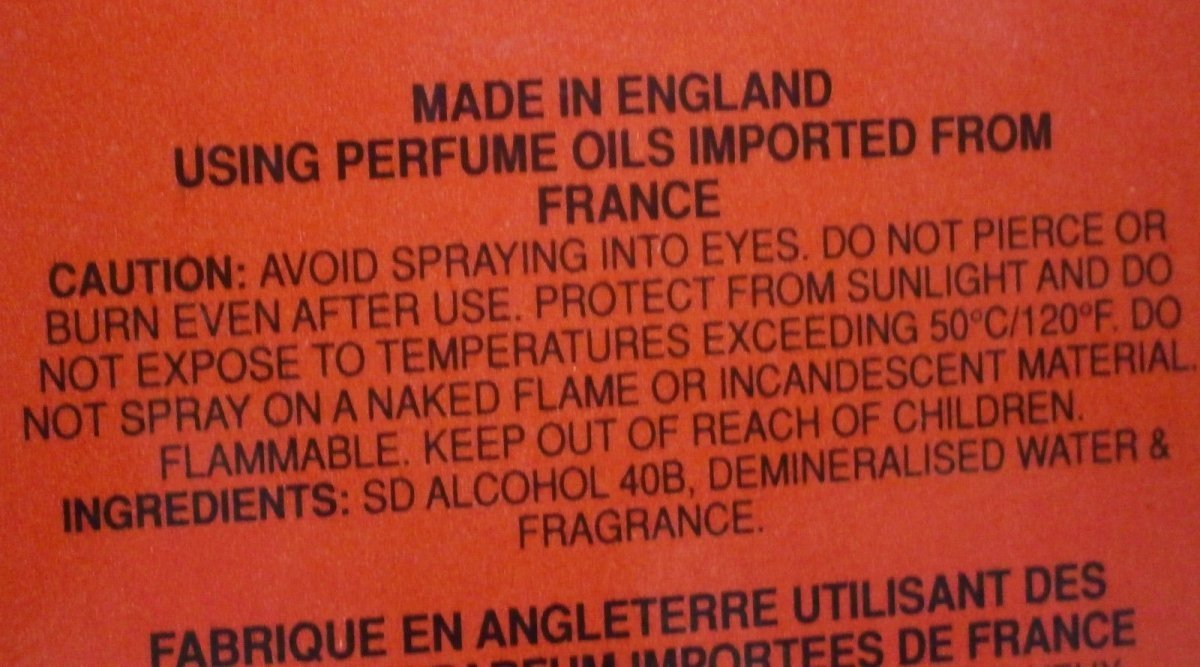 MADE IN ENGLAND
USING PERFUME OILS IMPORTED FROM
FRANCE
CAUTION: AVOID SPRAYING INTO EYES. DO NOT PIERCE OR
BURN EVEN AFTER USE. PROTECT FROM SUNLIGHT AND DO
NOT EXPOSE TO TEMPERATURES EXCEEDING 50°C/120°F. DO
NOT SPRAY ON A NAKED FLAME OR INCANDESCENT MATERIAL.
FLAMMABLE. KEEP OUT OF REACH OF CHILDREN.
INGREDIENTS: SD ALCOHOL 40B, DEMINERALISED WATER &
FRAGRANCE.
FABRIQUE EN ANGLETERRE UTILISANT DES
PARFUM IMPORTEES DE FRANCE